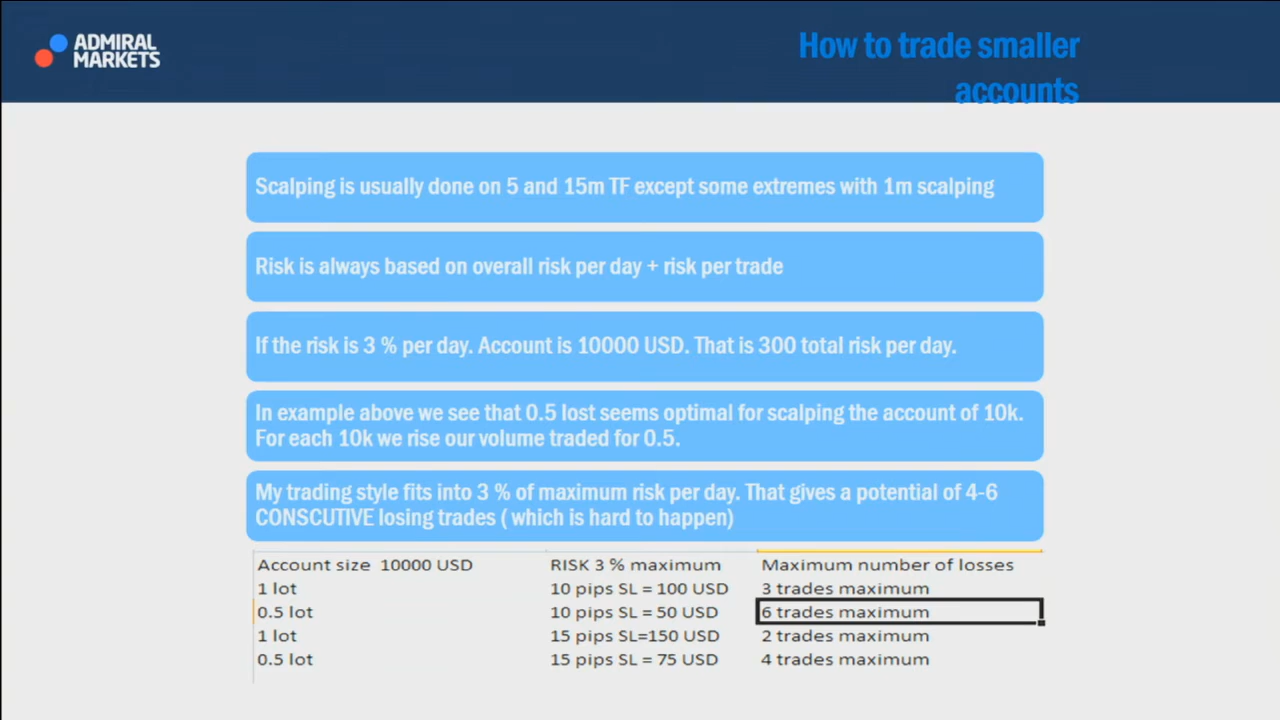 ADMIRAL
MARKETS
How to trade smaller
accounts
Scalping is usually done on 5 and 15m TF except some extremes with 1m scalping
Risk is always based on overall risk per day + risk per trade
If the risk is 3 % per day. Account is 10000 USD. That is 300 total risk per day.
In example above we see that 0.5 lost seems optimal for scalping the account of 10k.
For each 10k we rise our volume traded for 0.5.
My trading style fits into 3 % of maximum risk per day. That gives a potential of 4-6
CONSCUTIVE losing trades ( which is hard to happen)
Account size 10000 USD RISK 3 % maximum Maximum number of losses
1 lot 10 pips SL = 100 USD 3 trades maximum
0.5 lot 10 pips SL = 50 USD 6 trades maximum
1 lot 15 pips SL=150 USD 2 trades maximum
0.5 lot 15 pips SL = 75 USD 4 trades maximum